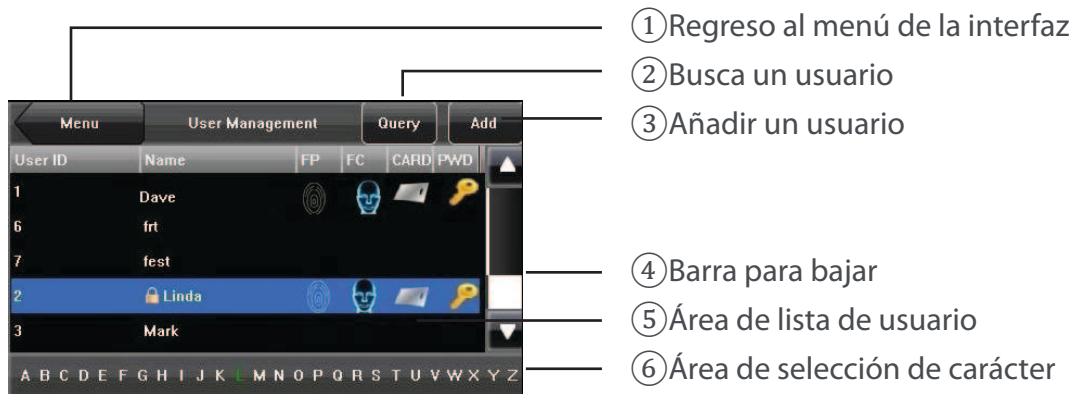 ①Regreso al menú de la interfaz
②Busca un usuario
③Añadir un usuario
Menu User Management Query Add
User ID Name FP FC CARD PWD
1 Dave
6 frt
7 fest
2 Linda
3 Mark
A B C D E F G H I J K L M N O P Q R S T U V W X Y Z
④Barra para bajar
⑤Área de lista de usuario
⑥Área de selección de carácter